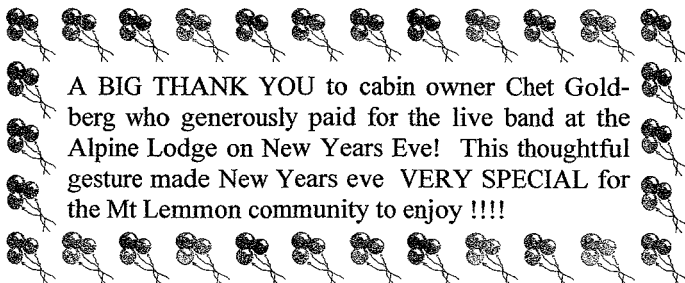 A BIG THANK YOU to cabin owner Chet Gold-
berg who generously paid for the live band at the
Alpine Lodge on New Years Eve!  This thoughtful
gesture made New Years eve  VERY SPECIAL for
the Mt Lemmon community to enjoy !!!!